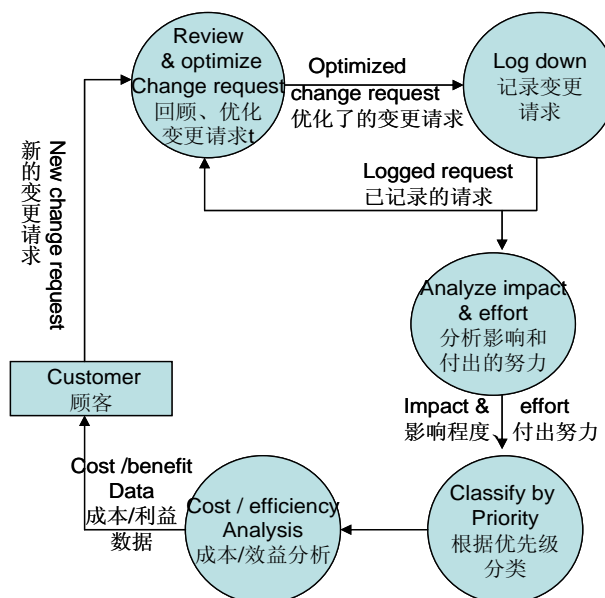 Review
& optimize
Change request
回顾、优化
变更请求t
Optimized
change request
优化了的变更请求
Log down
记录变更
请求
Logged request
已记录的请求
New change request
新的变更请求
Analyze impact
& effort
分析影响和
付出的努力
Customer
顾客
Impact & effort
影响程度、付出努力
Cost /benefit
Data
成本/利益
数据
Cost / efficiency
Analysis
成本/效益分析
Classify by
Priority
根据优先级
分类